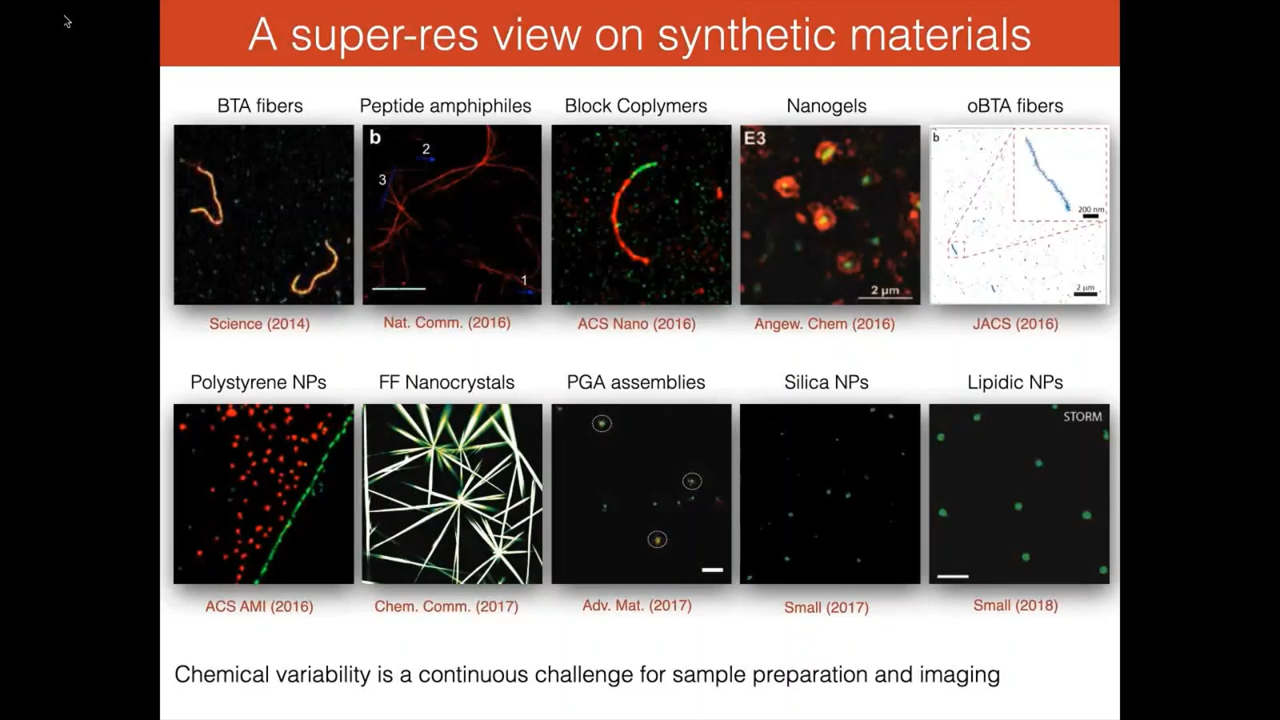 A super-res view on synthetic materials
BTA fibers
Peptide amphiphiles
Block Coplymers
Nanogels
oBTA fibers
b
2
3
1
E3
2 µm
b
200 nm
2 µm
Science (2014)
Nat. Comm. (2016)
ACS Nano (2016)
Angew. Chem (2016)
JACS (2016)
Polystyrene NPs
FF Nanocrystals
PGA assemblies
Silica NPs
Lipidic NPs
STORM
ACS AMI (2016)
Chem. Comm. (2017)
Adv. Mat. (2017)
Small (2017)
Small (2018)
Chemical variability is a continuous challenge for sample preparation and imaging